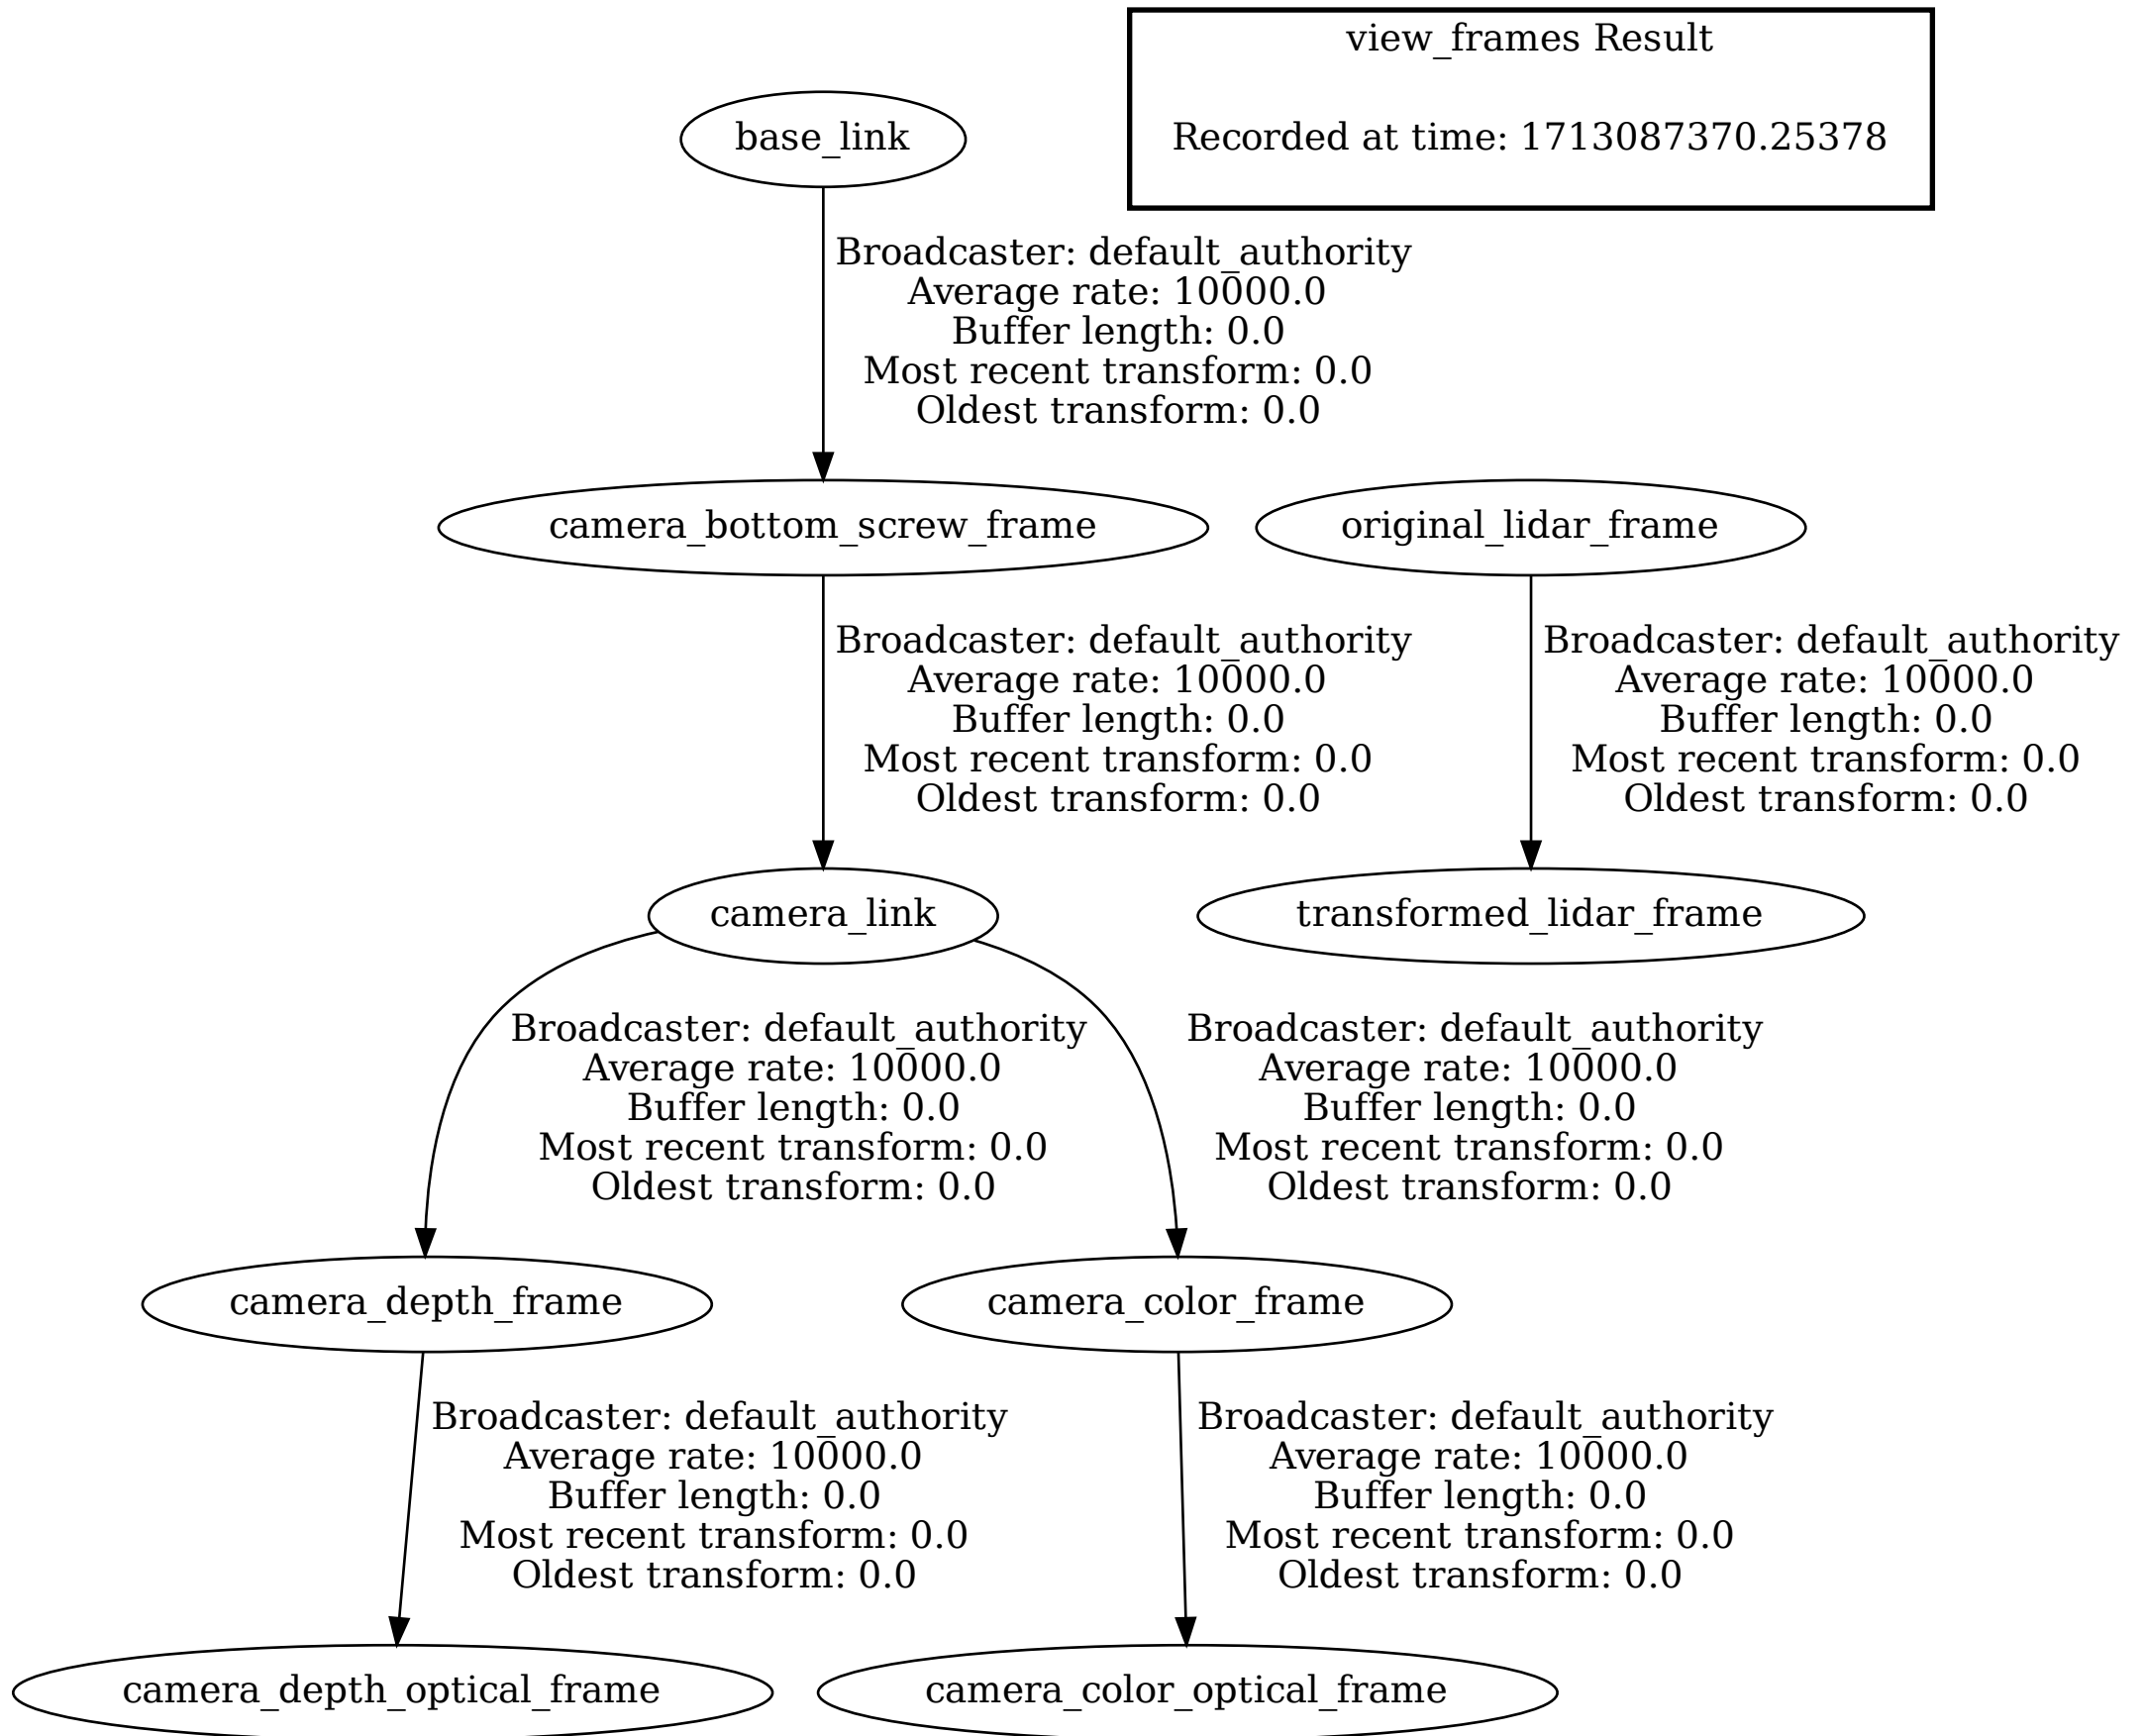 view_frames Result
Recorded at time: 1713087370.25378
base_link
Broadcaster: default_authority
Average rate: 10000.0
Buffer length: 0.0
Most recent transform: 0.0
Oldest transform: 0.0
camera_bottom_screw_frame
original_lidar_frame
Broadcaster: default_authority
Average rate: 10000.0
Buffer length: 0.0
Most recent transform: 0.0
Oldest transform: 0.0
Broadcaster: default_authority
Average rate: 10000.0
Buffer length: 0.0
Most recent transform: 0.0
Oldest transform: 0.0
camera_link
transformed_lidar_frame
Broadcaster: default_authority
Average rate: 10000.0
Buffer length: 0.0
Most recent transform: 0.0
Oldest transform: 0.0
Broadcaster: default_authority
Average rate: 10000.0
Buffer length: 0.0
Most recent transform: 0.0
Oldest transform: 0.0
camera_depth_frame
camera_color_frame
Broadcaster: default_authority
Average rate: 10000.0
Buffer length: 0.0
Most recent transform: 0.0
Oldest transform: 0.0
Broadcaster: default_authority
Average rate: 10000.0
Buffer length: 0.0
Most recent transform: 0.0
Oldest transform: 0.0
camera_depth_optical_frame
camera_color_optical_frame